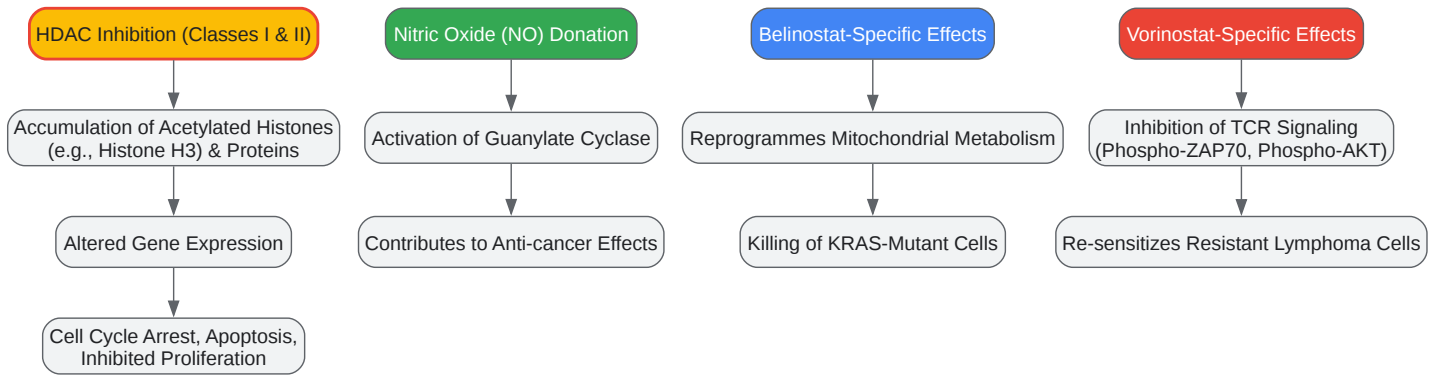 HDAC Inhibition (Classes I & II)
Accumulation of Acetylated Histones
(e.g., Histone H3) & Proteins
Altered Gene Expression
Cell Cycle Arrest, Apoptosis,
Inhibited Proliferation
Nitric Oxide (NO) Donation
Activation of Guanylate Cyclase
Contributes to Anti-cancer Effects
Belinostat-Specific Effects
Reprogrammes Mitochondrial Metabolism
Killing of KRAS-Mutant Cells
Vorinostat-Specific Effects
Inhibition of TCR Signaling
(Phospho-ZAP70, Phospho-AKT)
Re-sensitizes Resistant Lymphoma Cells